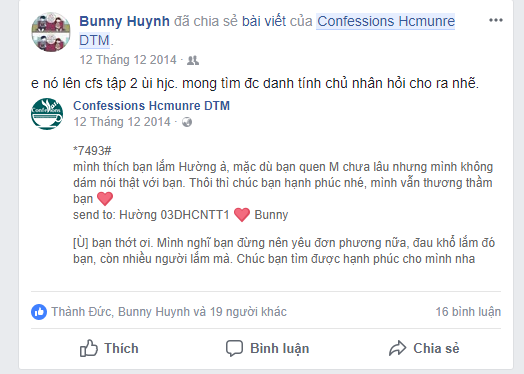 Bunny Huynh đã chia sẻ bài viết của Confessions Hcmunre
DTM.
12 Tháng 12 2014 ·
e nó lên cfs tập 2 ùi hjc. mong tìm đc danh tính chủ nhân hỏi cho ra nhẽ.
Confessions Hcmunre DTM
12 Tháng 12 2014 ·
*7493#
mình thích bạn lắm Hường à, mặc dù bạn quen M chưa lâu nhưng mình không
dám nói thật với bạn. Thôi thì chúc bạn hạnh phúc nhé, mình vẫn thương thầm
bạn ❤
send to: Hường 03DHCNTT1 ❤ Bunny
[Ù] bạn thớt ơi. Mình nghĩ bạn đừng nên yêu đơn phương nữa, đau khổ lắm đó
bạn, còn nhiều người lắm mà. Chúc bạn tìm được hạnh phúc cho mình nha
Thành Đức, Bunny Huynh và 19 người khác
16 bình luận
Thích Bình luận Chia sẻ